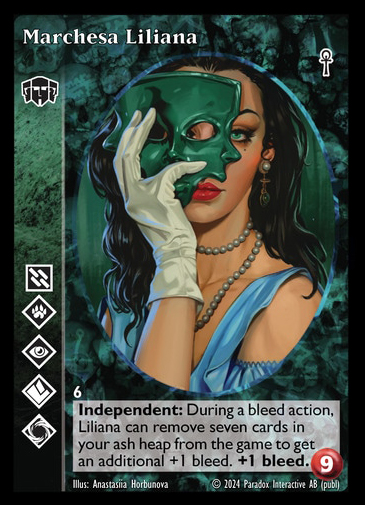 Marchesa Liliana
6
Independent: During a bleed action,
Liliana can remove seven cards in
your ash heap from the game to get
an additional +1 bleed. +1 bleed.
9
Illus: Anastasiia Horbunova © 2024 Paradox Interactive AB (publ)